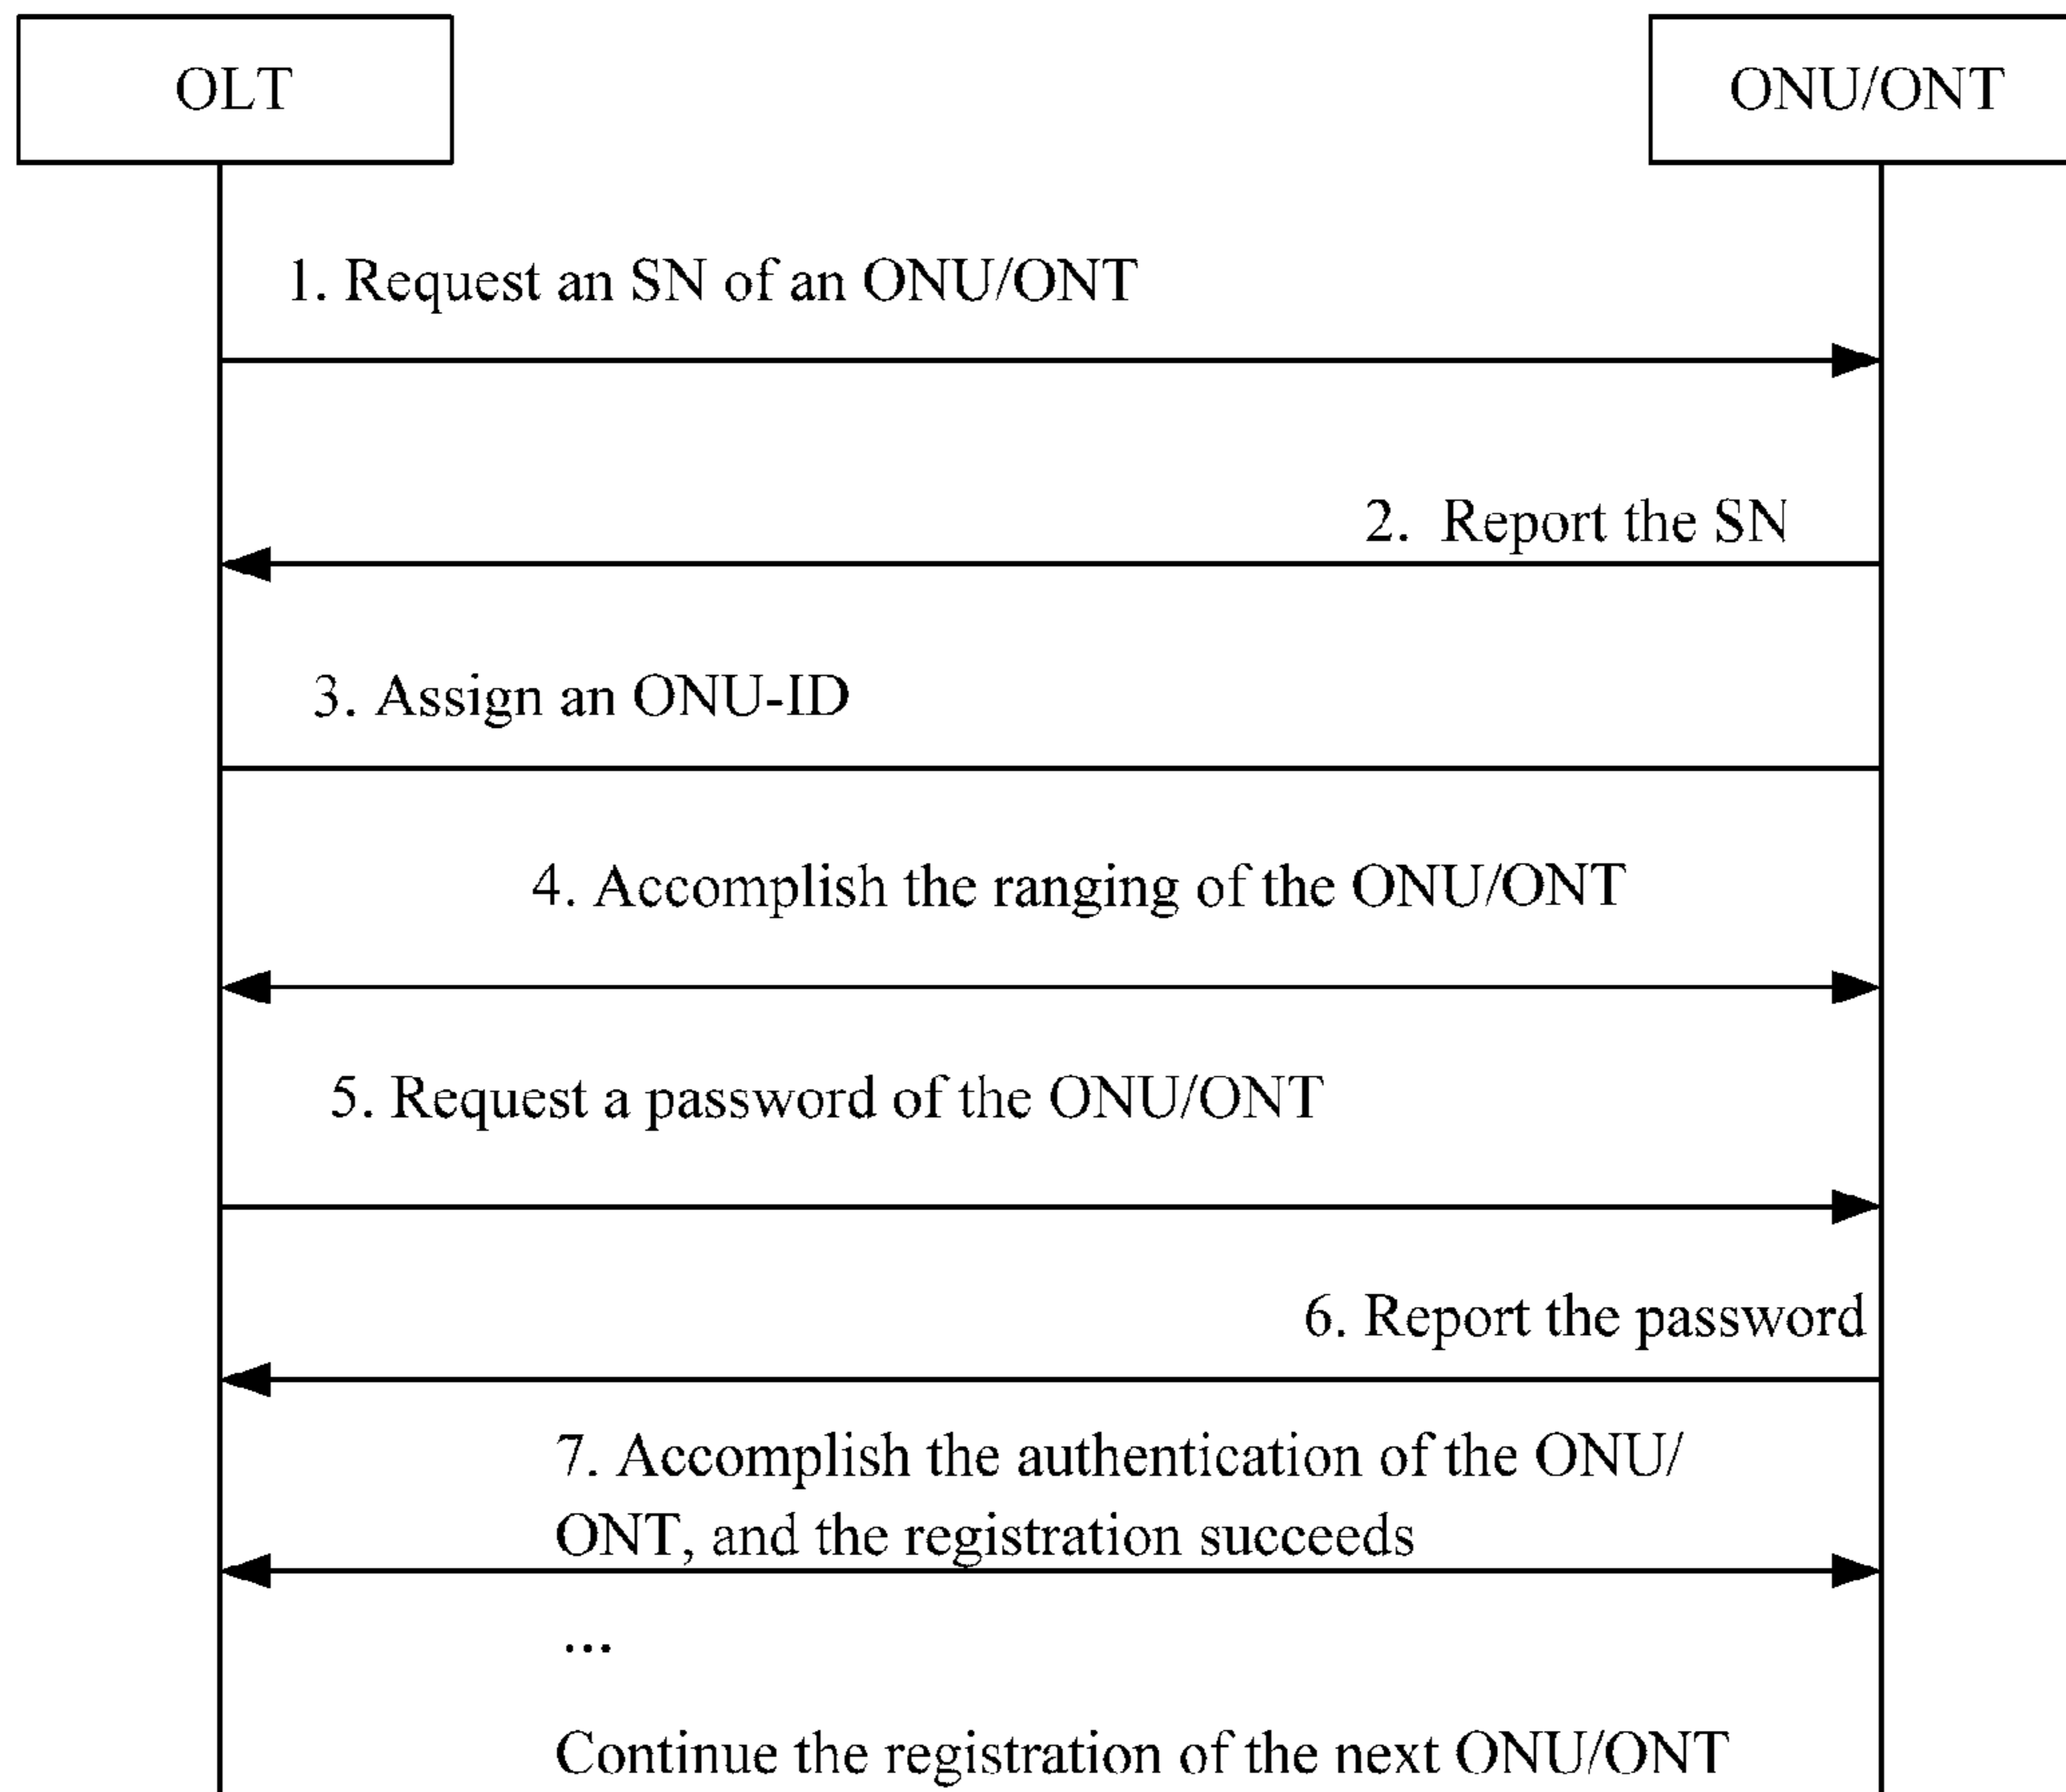 OLT
ONU/ONT
1. Request an SN of an ONU/ONT
2. Report the SN
3. Assign an ONU-ID
4. Accomplish the ranging of the ONU/ONT
5. Request a password of the ONU/ONT
6. Report the password
7. Accomplish the authentication of the ONU/
ONT, and the registration succeeds
...
Continue the registration of the next ONU/ONT